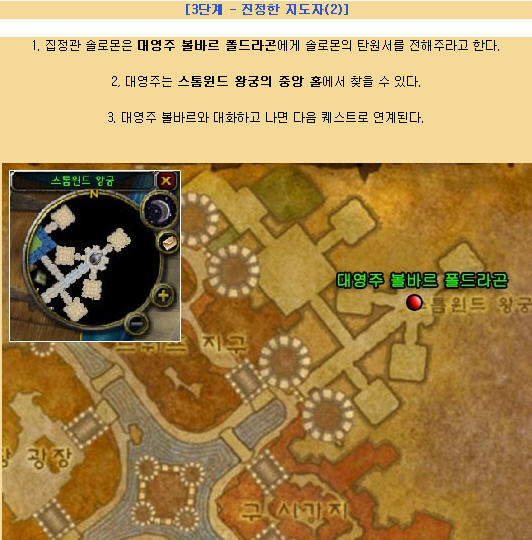 [3단계 - 진정한 지도자(2)]
1. 집정관 솔로몬은 대영주 볼바르 폴드라곤에게 솔로몬의 탄원서를 전해주라고 한다.
2. 대영주는 스톰윈드 왕궁의 중앙 홀에서 찾을 수 있다.
3. 대영주 볼바르와 대화하고 나면 다음 퀘스트로 연계된다.
스톰윈드 왕궁
N
대영주 볼바르 폴드라곤
스톰윈드 왕궁
지구
광장
구 시가지